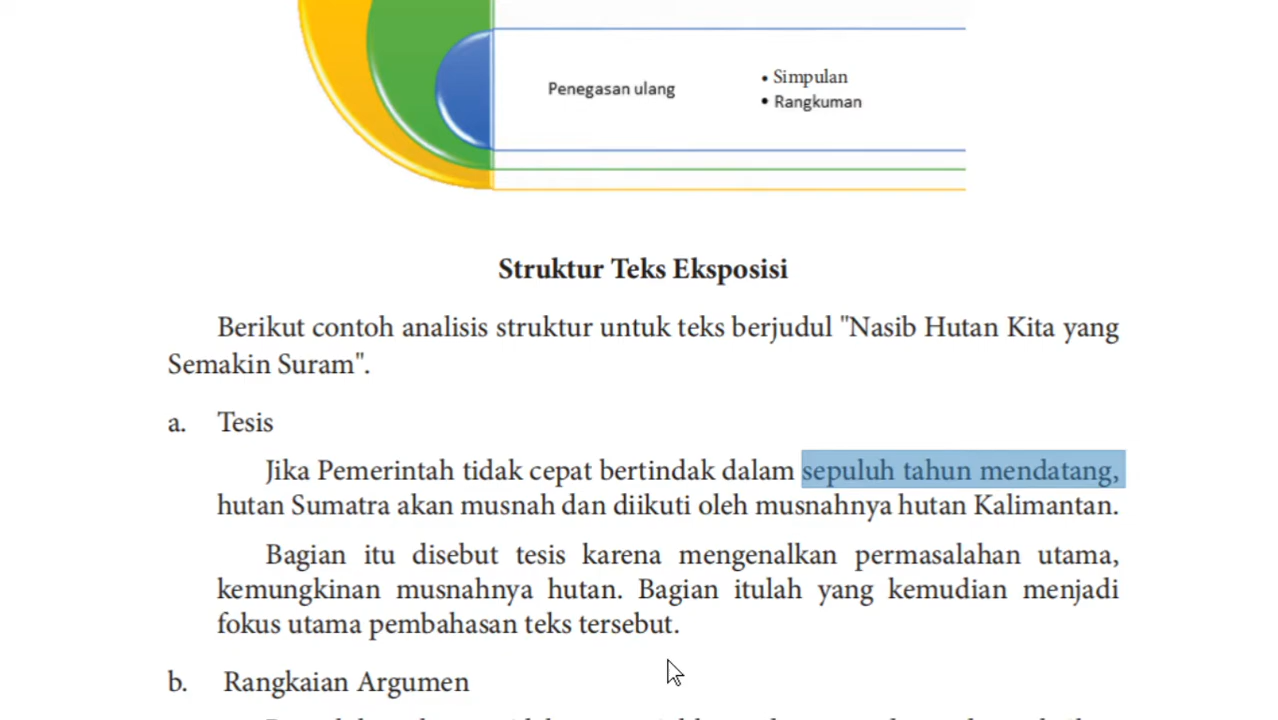 Penegasan ulang
• Simpulan
• Rangkuman
Struktur Teks Eksposisi
Berikut contoh analisis struktur untuk teks berjudul "Nasib Hutan Kita yang
Semakin Suram".
a. Tesis
Jika Pemerintah tidak cepat bertindak dalam sepuluh tahun mendatang,
hutan Sumatra akan musnah dan diikuti oleh musnahnya hutan Kalimantan.
Bagian itu disebut tesis karena mengenalkan permasalahan utama,
kemungkinan musnahnya hutan. Bagian itulah yang kemudian menjadi
fokus utama pembahasan teks tersebut.
b. Rangkaian Argumen